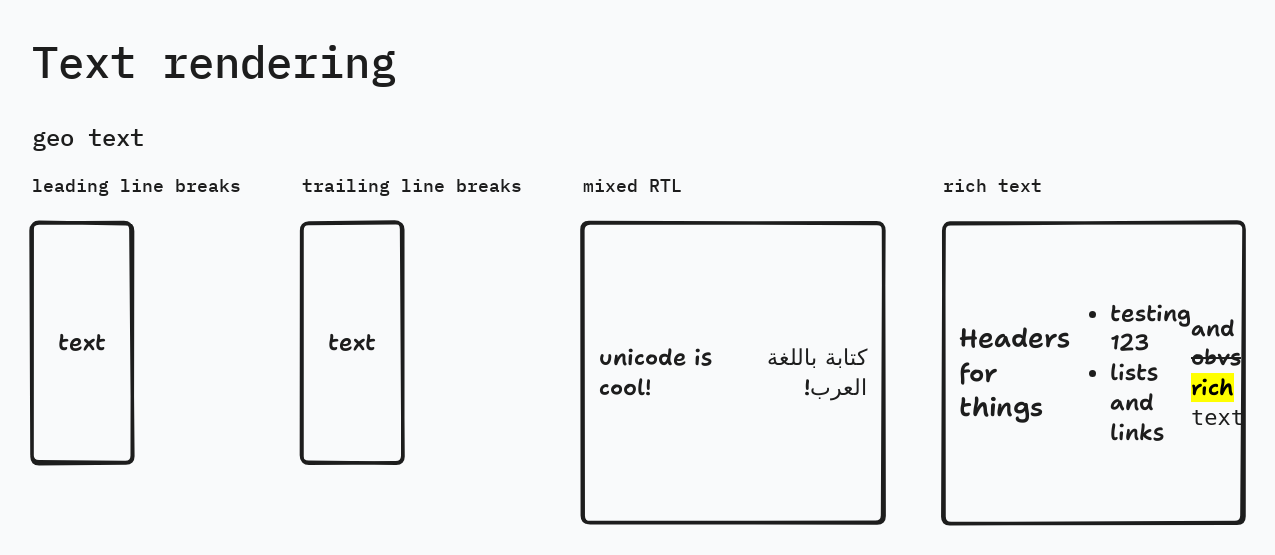 Text rendering
geo text
leading line breaks
text
trailing line breaks
text
mixed RTL
unicode is
cool!
كتابة باللغة
العرب!
rich text
Headers
for
things
• testing
123
• lists
and
links
and
obvs
rich
text